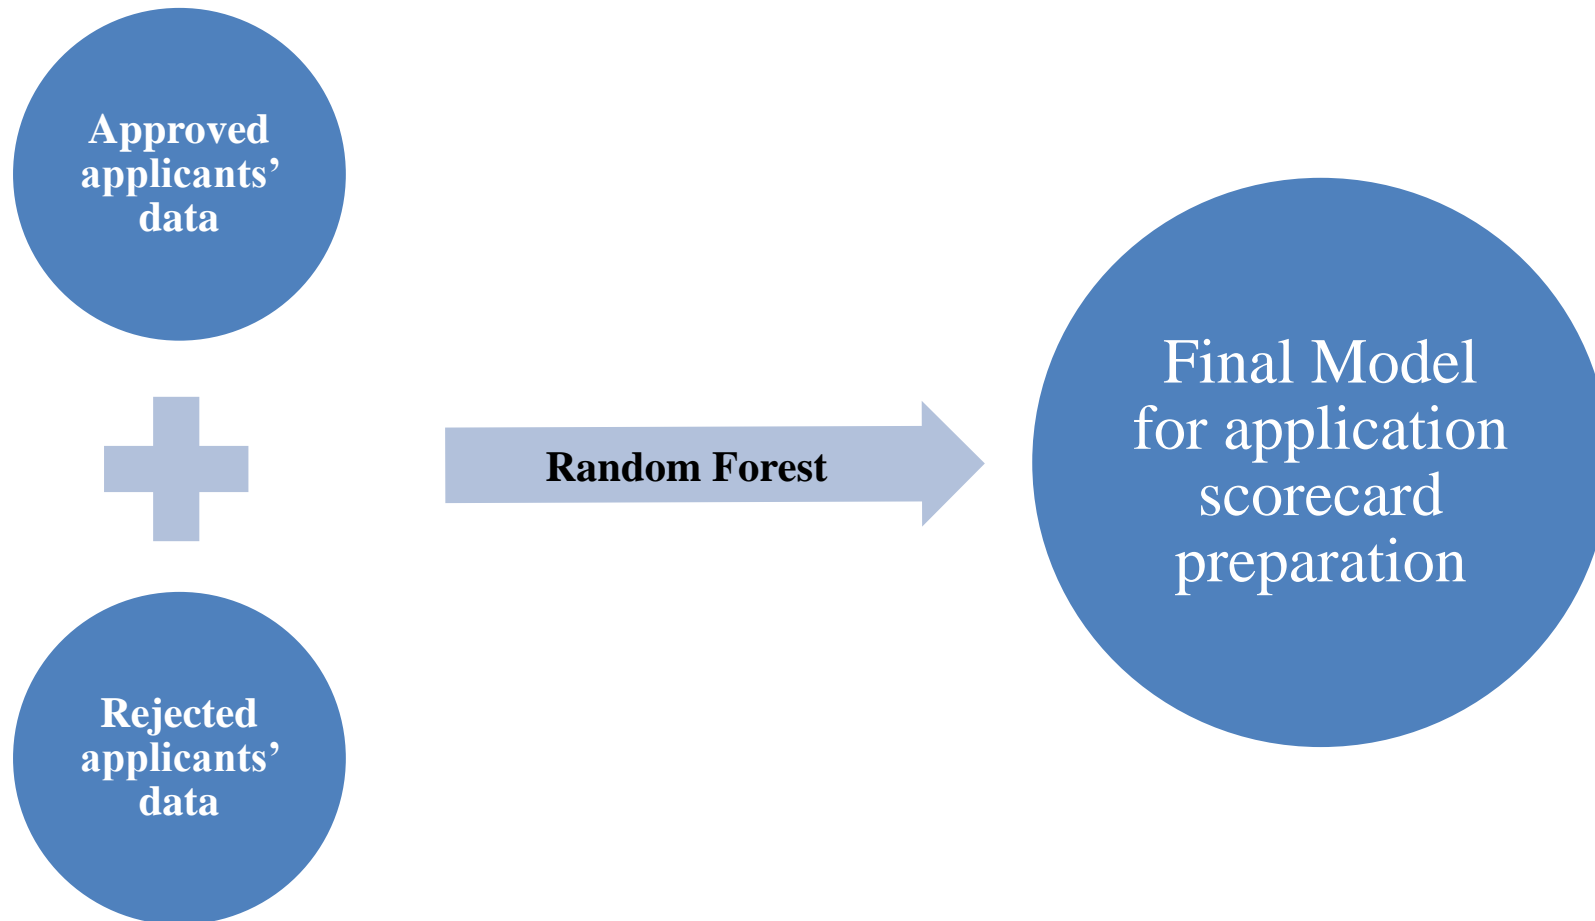 Approved
applicants’
data
Random Forest
Rejected
applicants’
data
Final Model
for application
scorecard
preparation